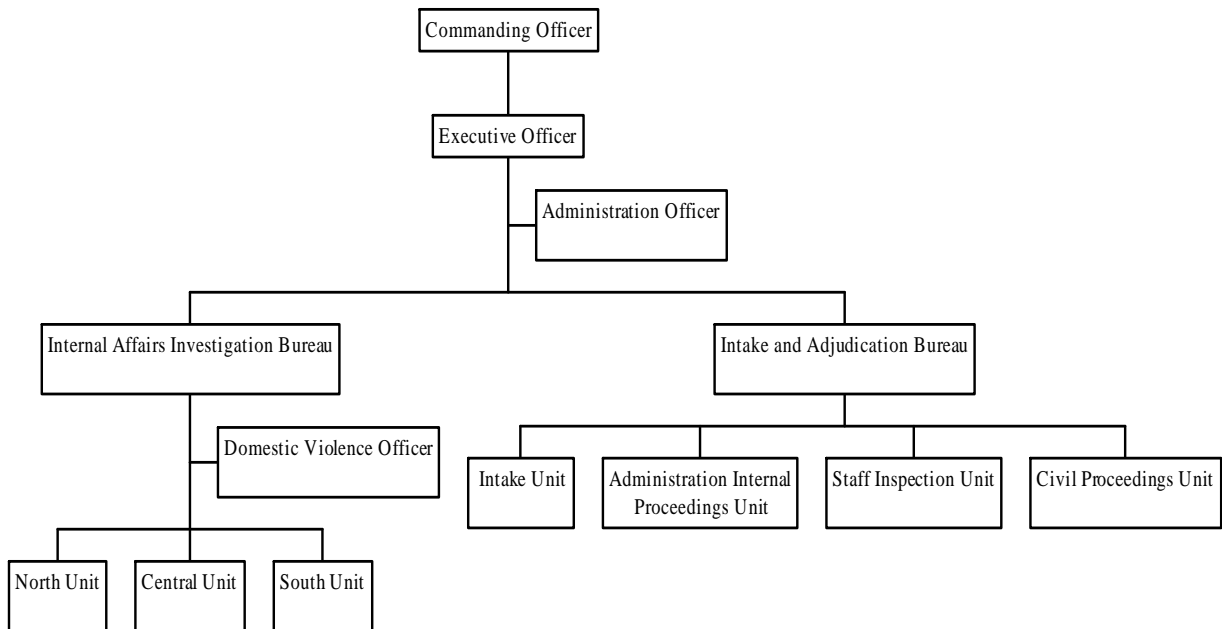 Commanding Officer
Executive Officer
Administration Officer
Internal Affairs Investigation Bureau
Intake and Adjudication Bureau
Domestic Violence Officer
Intake Unit
Administration Internal
Proceedings Unit
Staff Inspection Unit
Civil Proceedings Unit
North Unit
Central Unit
South Unit